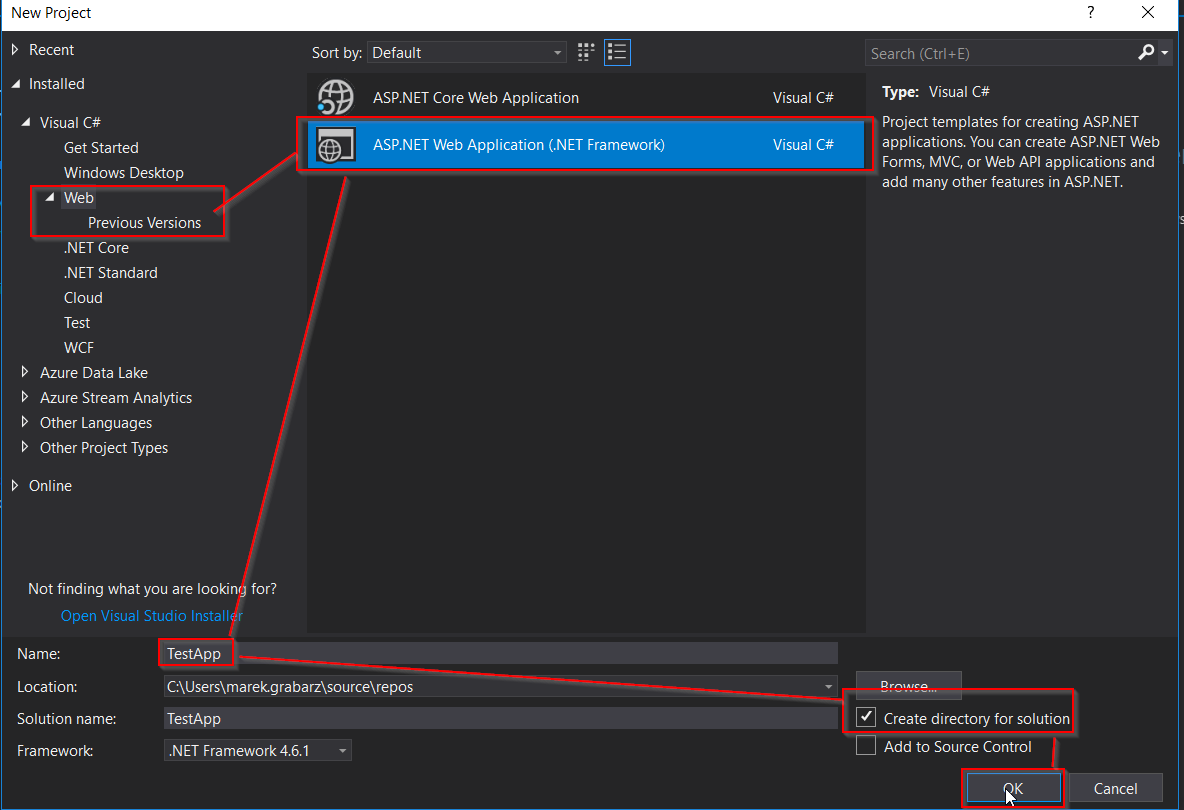 New Project
?
Recent
Installed
Visual C#
Get Started
Windows Desktop
Web
Previous Versions
.NET Core
.NET Standard
Cloud
Test
WCF
Azure Data Lake
Azure Stream Analytics
Other Languages
Other Project Types
Online
Not finding what you are looking for?
Open Visual Studio Installer
Sort by: Default
ASP.NET Core Web Application Visual C#
ASP.NET Web Application (.NET Framework) Visual C#
Search (Ctrl+E)
Type: Visual C#
Project templates for creating ASP.NET
applications. You can create ASP.NET Web
Forms, MVC, or Web API applications and
add many other features in ASP.NET.
Name: TestApp
Location: C:\Users\marek.grabarz\source\repos
Browse...
Solution name: TestApp
Create directory for solution
Framework: .NET Framework 4.6.1
Add to Source Control
OK
Cancel